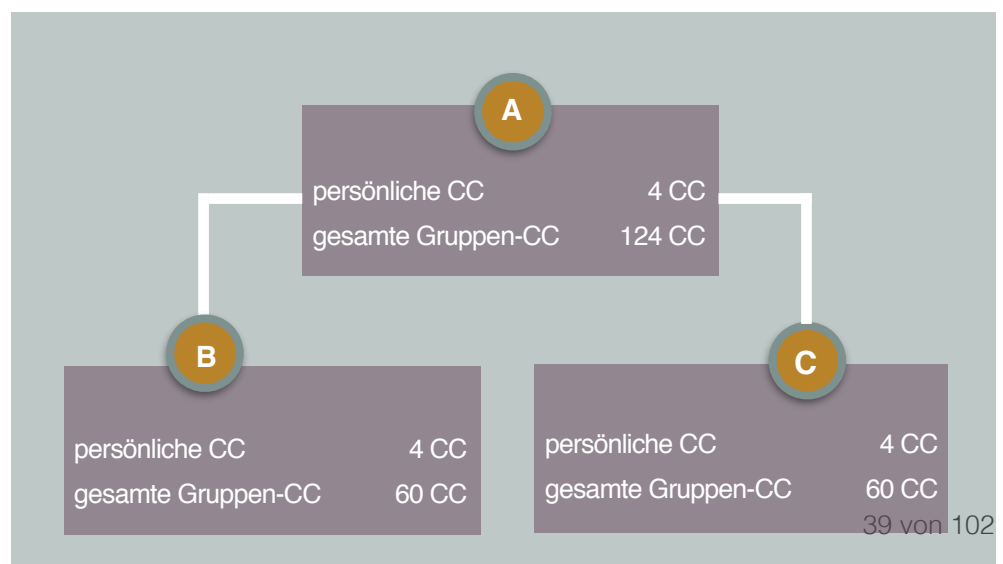 A
persönliche CC 4 CC
gesamte Gruppen-CC 124 CC
B
persönliche CC 4 CC
gesamte Gruppen-CC 60 CC
C
persönliche CC 4 CC
gesamte Gruppen-CC 60 CC
39 von 102